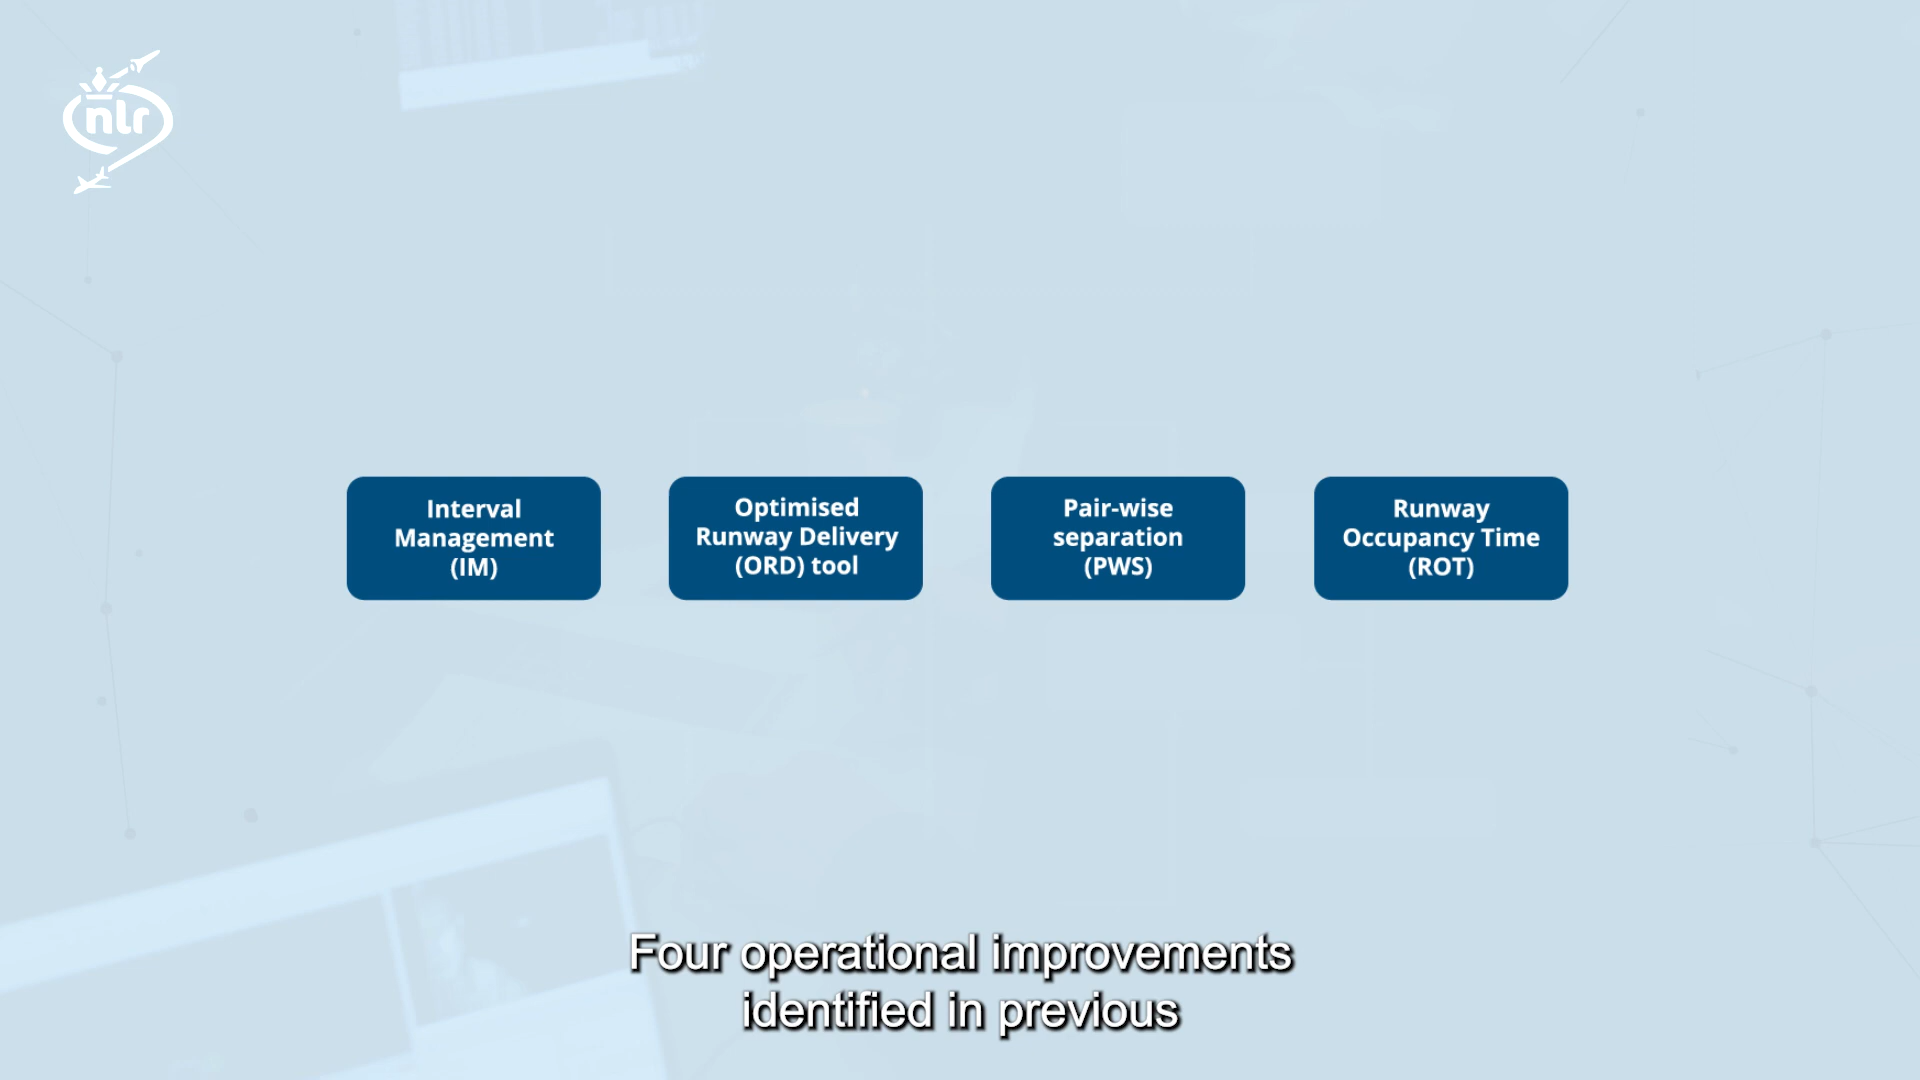 nlr
Interval
Management
(IM)
Optimised
Runway Delivery
(ORD) tool
Pair-wise
separation
(PWS)
Runway
Occupancy Time
(ROT)
Four operational improvements
identified in previous